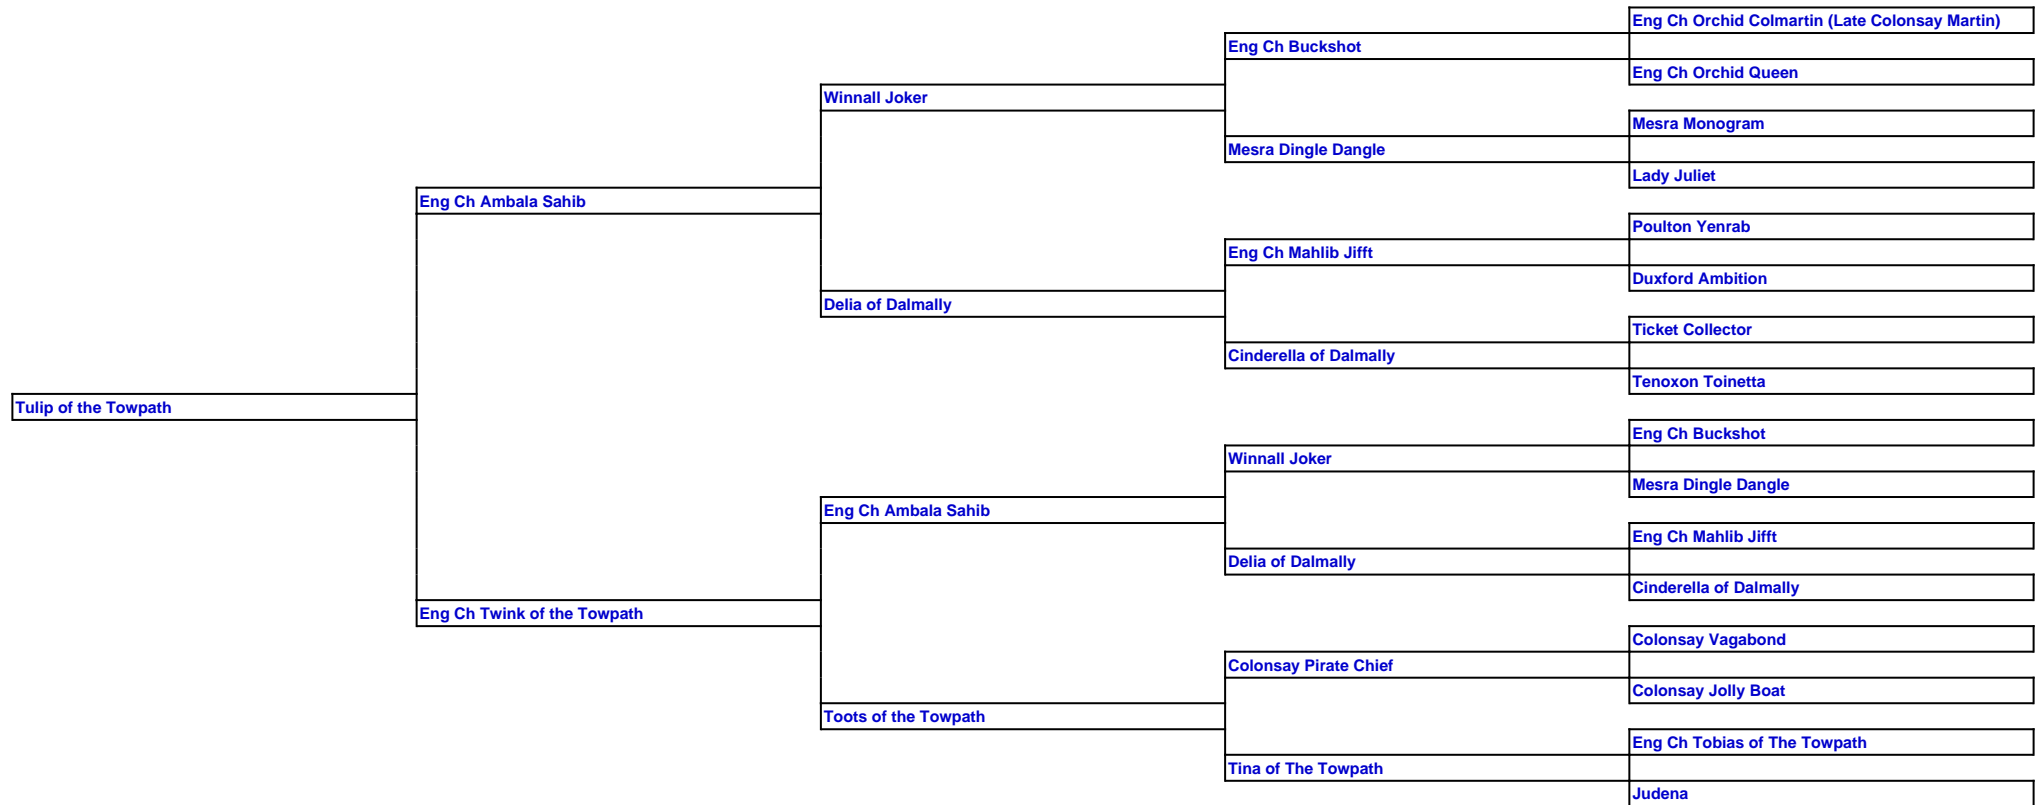 Eng Ch Orchid Colmartin (Late Colonsay Martin)
Eng Ch Buckshot
Eng Ch Orchid Queen
Winnall Joker
Mesra Monogram
Mesra Dingle Dangle
Lady Juliet
Eng Ch Ambala Sahib
Poulton Yenrab
Eng Ch Mahlib Jifft
Duxford Ambition
Delia of Dalmally
Ticket Collector
Cinderella of Dalmally
Tenoxon Toinetta
Tulip of the Towpath
Eng Ch Buckshot
Winnall Joker
Mesra Dingle Dangle
Eng Ch Ambala Sahib
Eng Ch Mahlib Jifft
Delia of Dalmally
Cinderella of Dalmally
Eng Ch Twink of the Towpath
Colonsay Vagabond
Colonsay Pirate Chief
Colonsay Jolly Boat
Toots of the Towpath
Eng Ch Tobias of The Towpath
Tina of The Towpath
Judena